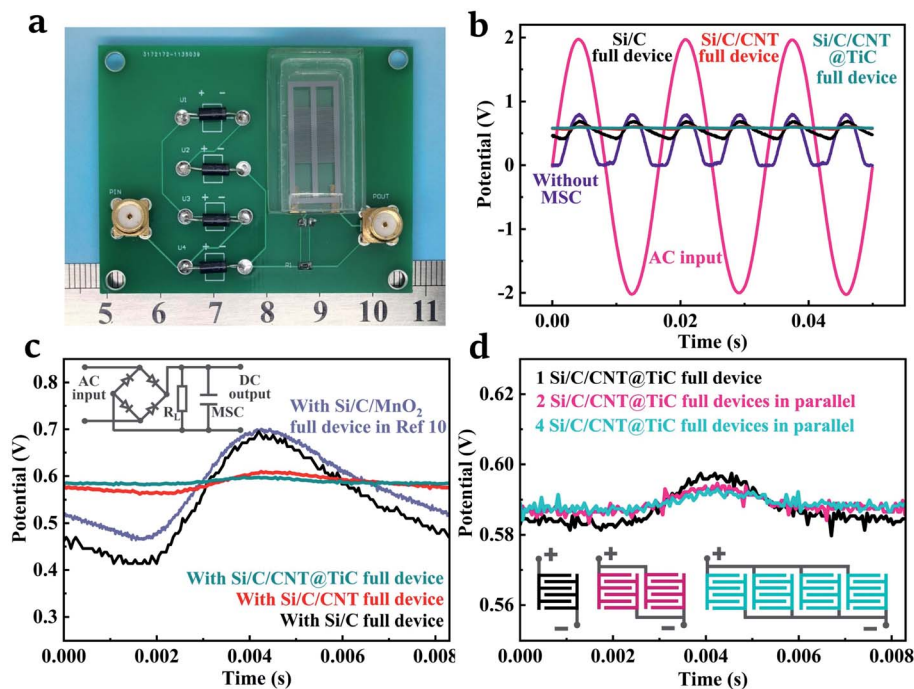 a
3172172-1135039
U1
+ -
U2
+ -
U3
+ -
U4
+ -
PIN
POUT
R1
5 6 7 8 9 10 11
b
Si/C
full device
Si/C/CNT
full device
Si/C/CNT
@TiC
full device
Without
MSC
AC input
Potential (V)
2
1
0
-1
-2
0.00 0.02 0.04
Time (s)
c
AC
input
DC
output
RL
MSC
With Si/C/MnO₂
full device in Ref 10
With Si/C/CNT@TiC full device
With Si/C/CNT full device
With Si/C full device
Potential (V)
0.8
0.7
0.6
0.5
0.4
0.3
0.000 0.002 0.004 0.006 0.008
Time (s)
d
1 Si/C/CNT@TiC full device
2 Si/C/CNT@TiC full devices in parallel
4 Si/C/CNT@TiC full devices in parallel
Potential (V)
0.62
0.60
0.58
0.56
+ + +
− − −
0.000 0.002 0.004 0.006 0.008
Time (s)